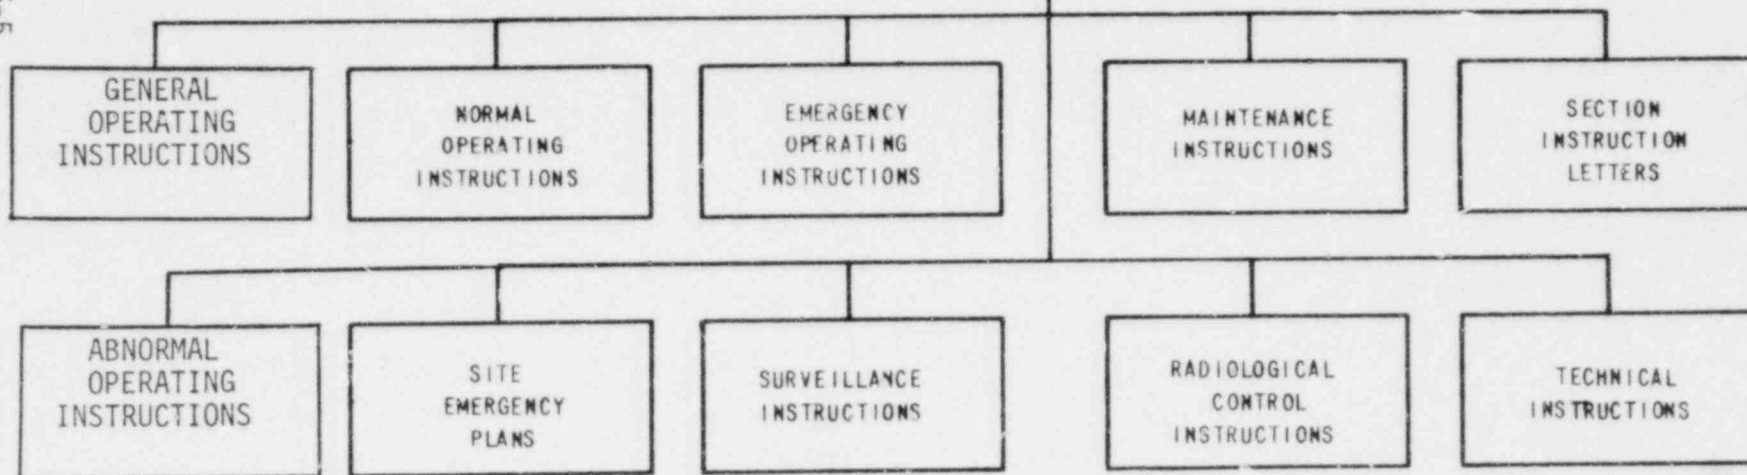 GENERAL
OPERATING
INSTRUCTIONS
NORMAL
OPERATING
INSTRUCTIONS
EMERGENCY
OPERATING
INSTRUCTIONS
MAINTENANCE
INSTRUCTIONS
SECTION
INSTRUCTION
LETTERS
ABNORMAL
OPERATING
INSTRUCTIONS
SITE
EMERGENCY
PLANS
SURVEILLANCE
INSTRUCTIONS
RADIOLOGICAL
CONTROL
INSTRUCTIONS
TECHNICAL
INSTRUCTIONS